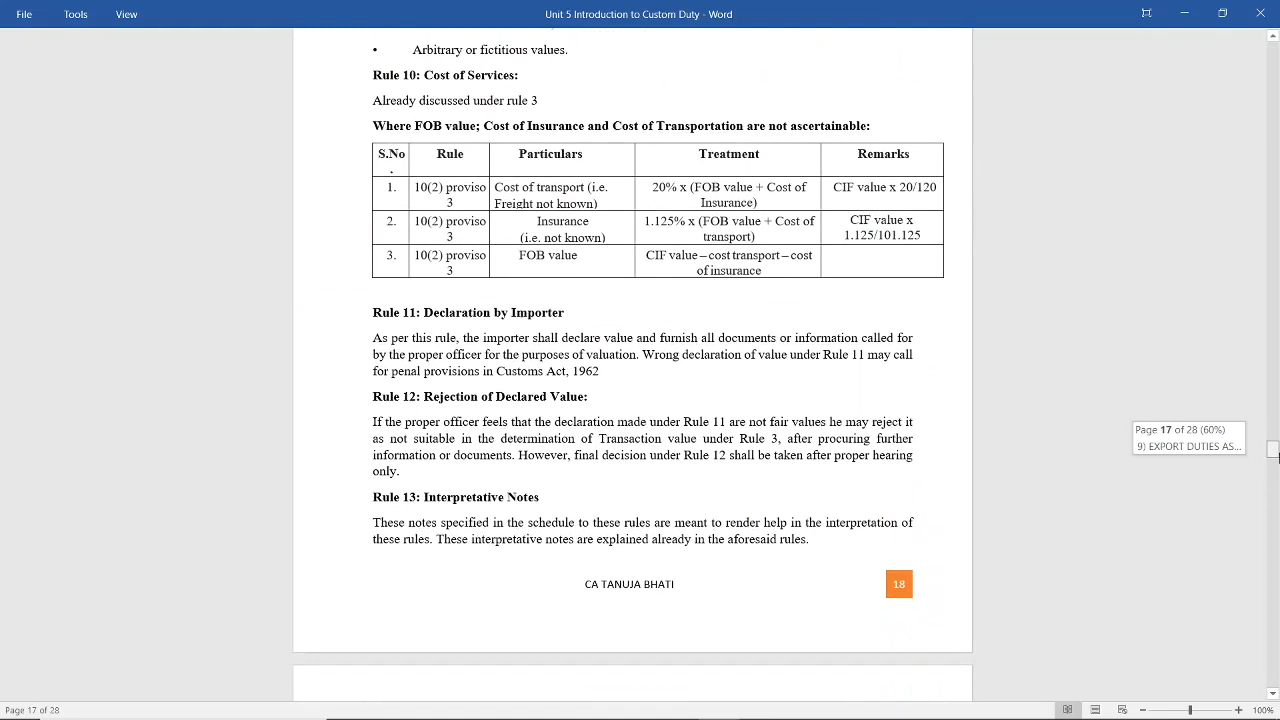 File Tools View Unit 5 Introduction to Custom Duty - Word
• Arbitrary or fictitious values.
Rule 10: Cost of Services:
Already discussed under rule 3
Where FOB value; Cost of Insurance and Cost of Transportation are not ascertainable:
S.No Rule Particulars Treatment Remarks
.
1. 10(2) proviso Cost of transport (i.e. 20% x (FOB value + Cost of CIF value x 20/120
3 Freight not known) Insurance)
2. 10(2) proviso Insurance 1.125% x (FOB value + Cost of CIF value x
3 (i.e. not known) transport) 1.125/101.125
3. 10(2) proviso FOB value CIF value – cost transport – cost
3 of insurance
Rule 11: Declaration by Importer
As per this rule, the importer shall declare value and furnish all documents or information called for
by the proper officer for the purposes of valuation. Wrong declaration of value under Rule 11 may call
for penal provisions in Customs Act, 1962
Rule 12: Rejection of Declared Value:
If the proper officer feels that the declaration made under Rule 11 are not fair values he may reject it
as not suitable in the determination of Transaction value under Rule 3, after procuring further
information or documents. However, final decision under Rule 12 shall be taken after proper hearing
only.
Rule 13: Interpretative Notes
These notes specified in the schedule to these rules are meant to render help in the interpretation of
these rules. These interpretative notes are explained already in the aforesaid rules.
CA TANUJA BHATI 18
Page 17 of 28 (60%)
9) EXPORT DUTIES AS...
Page 17 of 28 100%